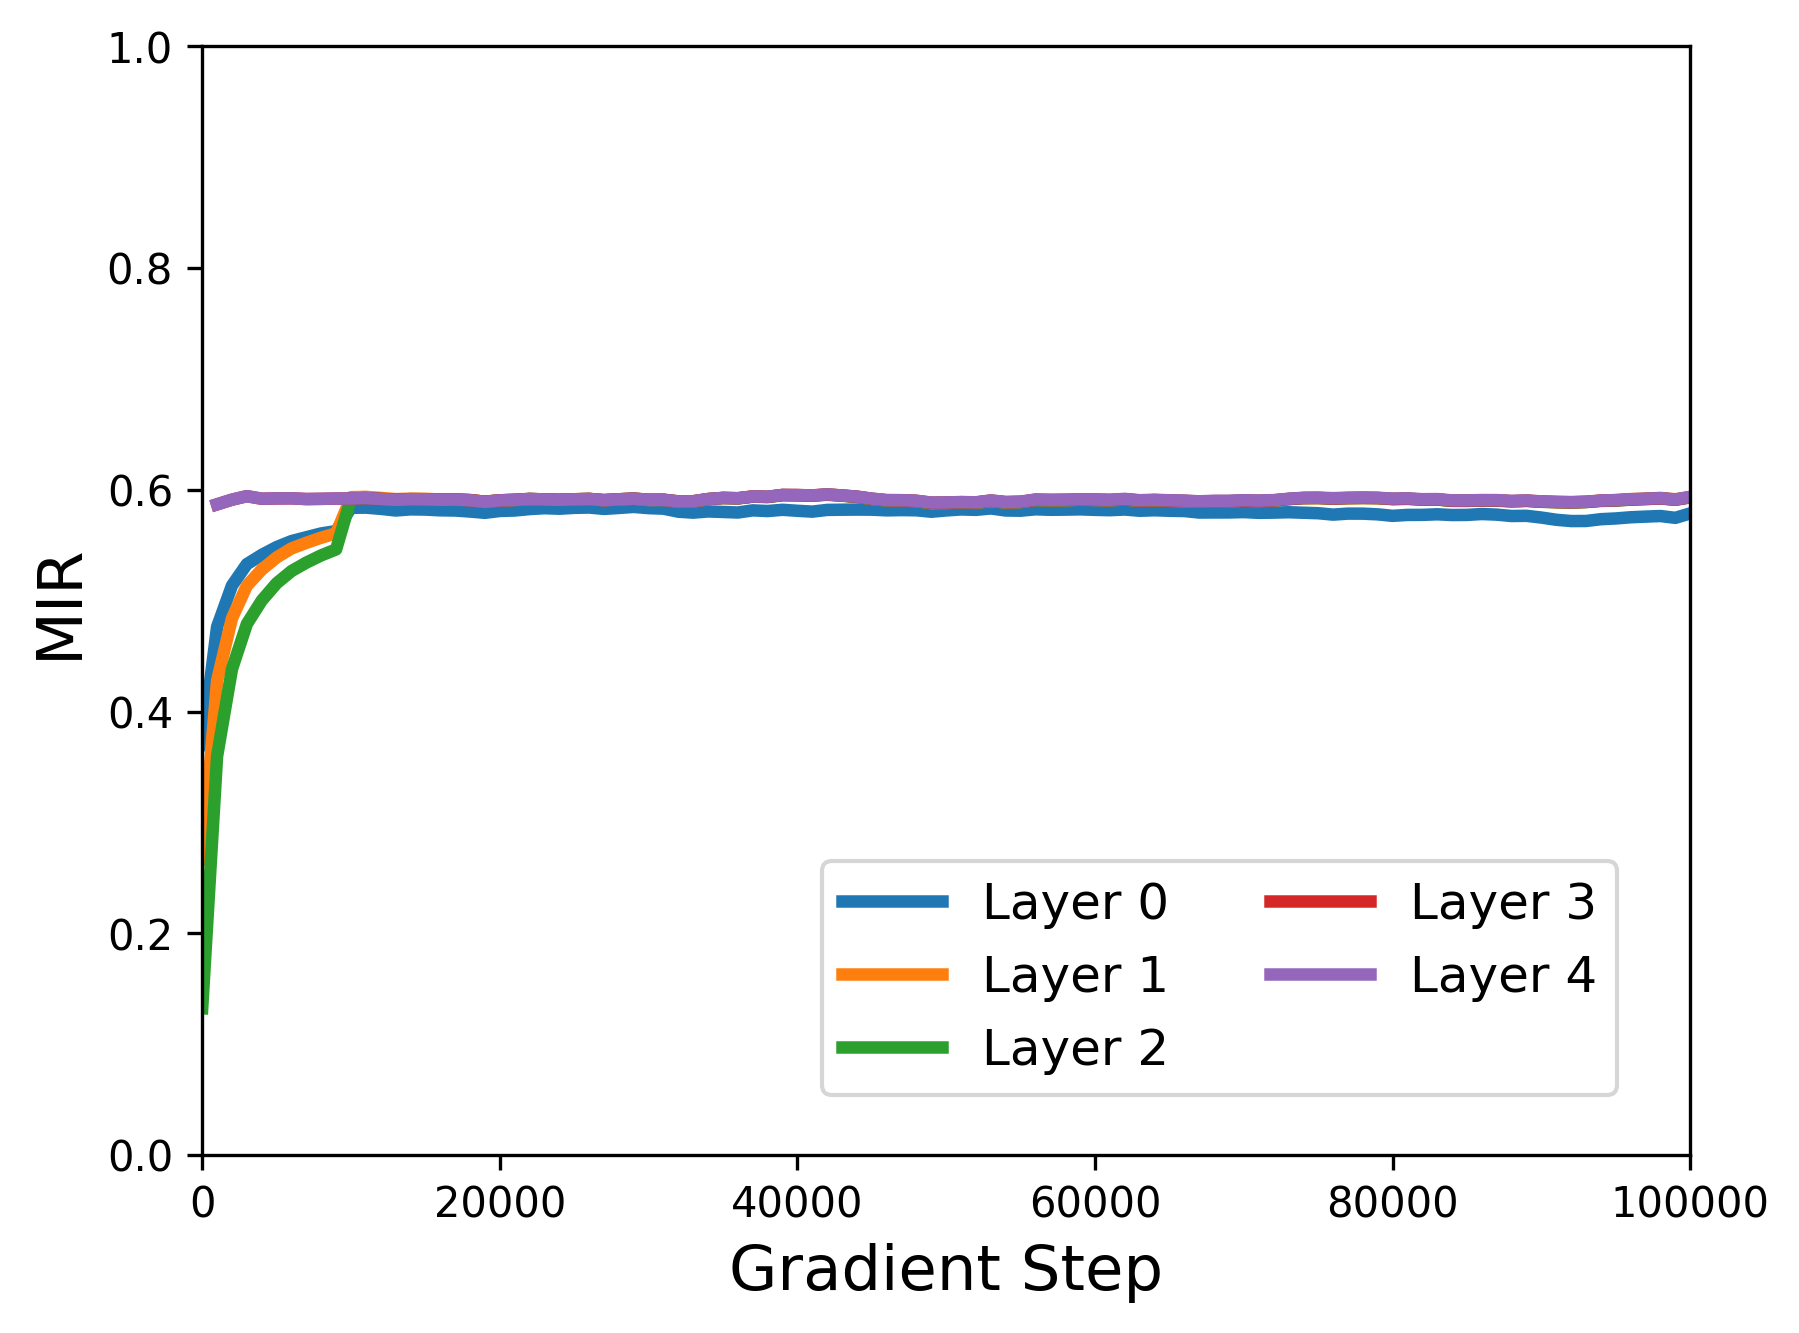 1.0
0.8
0.6
0.4
0.2
0.0
MIR
0 20000 40000 60000 80000 100000
Gradient Step
Layer 0
Layer 1
Layer 2
Layer 3
Layer 4